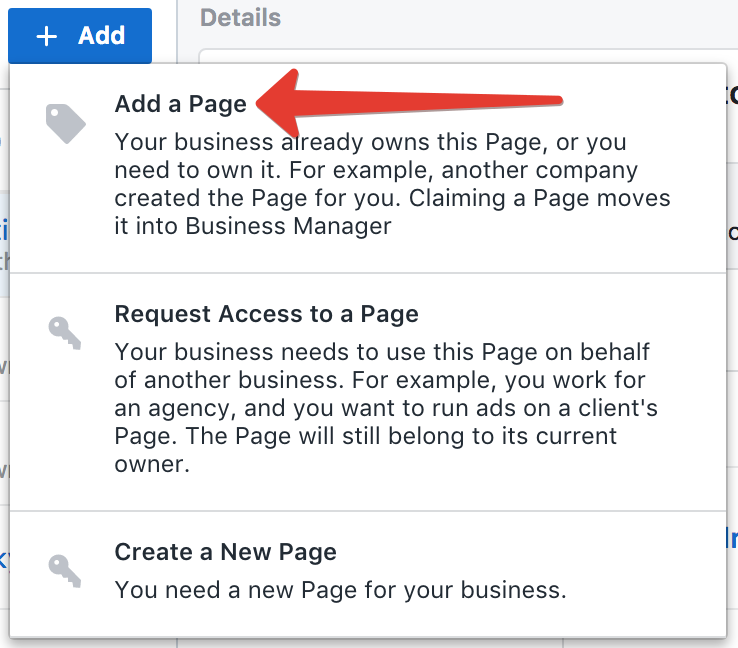 + Add
Details
Add a Page
Your business already owns this Page, or you
need to own it. For example, another company
created the Page for you. Claiming a Page moves
it into Business Manager
Request Access to a Page
Your business needs to use this Page on behalf
of another business. For example, you work for
an agency, and you want to run ads on a client's
Page. The Page will still belong to its current
owner.
Create a New Page
You need a new Page for your business.